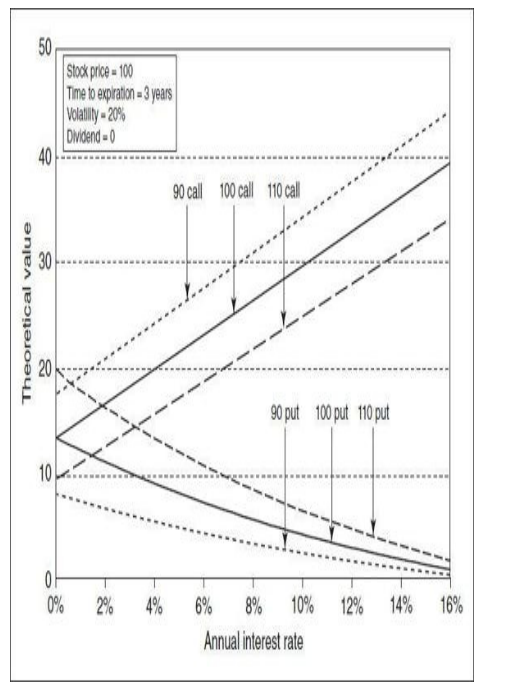 50
Stock price = 100
Time to expiration = 3 years
Volatility = 20%
Dividend = 0
40
90 call 100 call 110 call
30
Theoretical value
20
90 put 100 put 110 put
10
0
0% 2% 4% 6% 8% 10% 12% 14% 16%
Annual interest rate